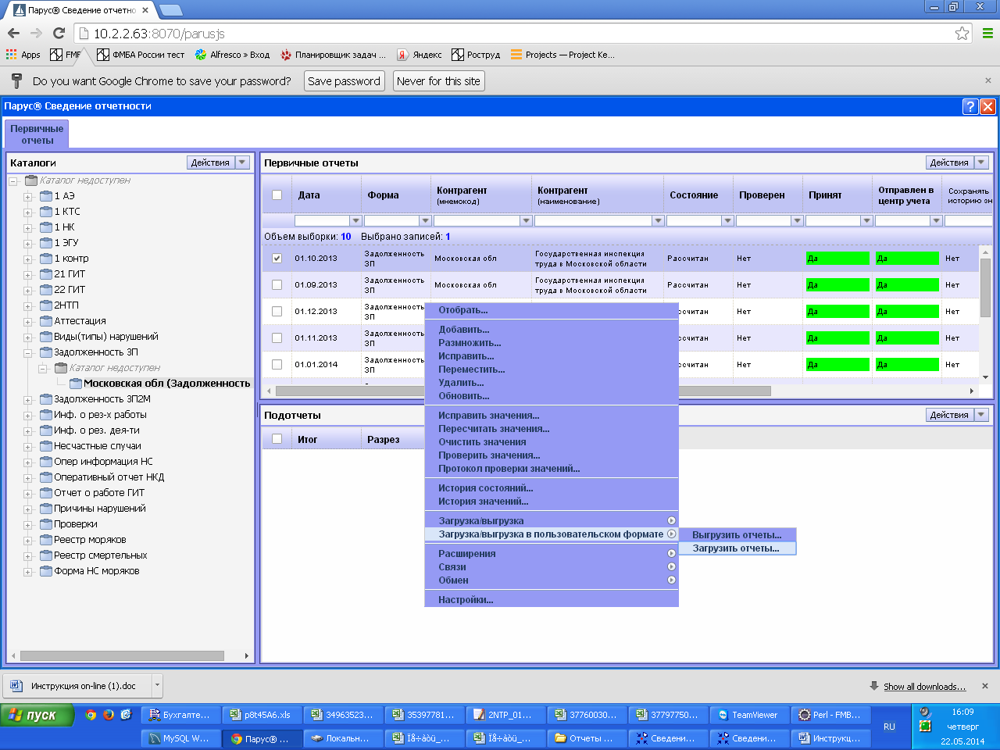 Парус® Сведение отчетно
10.2.2.63:8070/parusjs
Apps
FMF
ФМБА России тест
Alfresco » Вход
Планировщик задач ...
Яндекс
Роструд
Projects — Project Ke...
Do you want Google Chrome to save your password?
Save password
Never for this site
Парус® Сведение отчетности
Первичные
отчеты
Каталоги
Действия
Каталог недоступен
1 АЭ
1 КТС
1 НК
1 ЭГУ
1 контр
21 ГИТ
22 ГИТ
2НТП
Аттестация
Виды(типы) нарушений
Задолженность ЗП
Каталог недоступен
Московская обл (Задолженность
Задолженность ЗП2М
Инф. о рез-х работы
Инф. о рез. дея-ти
Несчастные случаи
Опер информация НС
Оперативный отчет НКД
Отчет о работе ГИТ
Причины нарушений
Проверки
Реестр моряков
Реестр смертельных
Форма НС моряков
Первичные отчеты
Действия
Дата
Форма
Контрагент
(мнемокод)
Контрагент
(наименование)
Состояние
Проверен
Принят
Отправлен в
центр учета
Сохранять
историю зн
Объем выборки: 10 Выбрано записей: 1
01.10.2013
Задолженность
ЗП
Московская обл
Государственная инспекция
труда в Московской области
Рассчитан
Нет
Да
Да
Нет
01.09.2013
Задолженность
ЗП
Московская обл
Государственная инспекция
труда в Московской области
Рассчитан
Нет
Да
Да
Нет
01.12.2013
Задолженность
ЗП
ссчитан
Нет
Да
Да
Нет
01.11.2013
Задолженность
ЗП
ссчитан
Нет
Да
Да
Нет
01.01.2014
Задолженность
ЗП
ссчитан
Нет
Да
Да
Нет
Подотчеты
Действия
Итог
Разрез
Отобрать...
Добавить...
Размножить...
Исправить...
Переместить...
Удалить...
Обновить...
Исправить значения...
Пересчитать значения...
Очистить значения
Проверить значения...
Протокол проверки значений...
История состояний...
История значений...
Загрузка/выгрузка
Загрузка/выгрузка в пользовательском формате
Выгрузить отчеты...
Загрузить отчеты...
Расширения
Связи
Обмен
Настройки...
Инструкция on-line (1).doc
Show all downloads...
пуск
Бухгалте...
p8t45A6.xls
34963523...
35397781...
2NTP_01...
37760030...
37797750...
TeamViewer
Perl - FMB...
MySQL W...
Парус® ...
Локальн...
Ïå÷àòü_...
Ïå÷àòü_...
Отчеты ...
Сведени...
Сведени...
Инструкц...
RU
16:09
четверг
22.05.2014